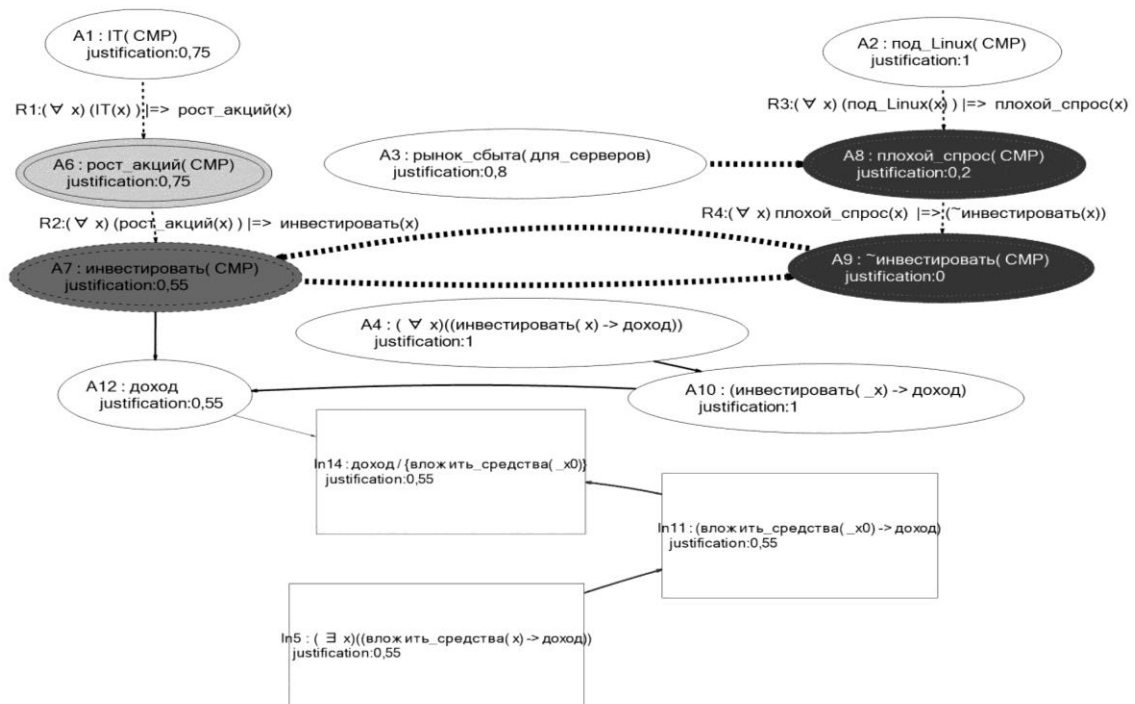 A1 : IT( CMP)
justification:0,75
A2 : под_Linux( CMP)
justification:1
R1:(∀ x) (IT(x) ) |=> рост_акций(x)
R3:(∀ x) (под_Linux(x) ) |=> плохой_спрос(x)
A6 : рост_акций( CMP)
justification:0,75
A3 : рынок_сбыта( для_серверов)
justification:0,8
A8 : плохой_спрос( CMP)
justification:0,2
R2:(∀ x) (рост_акций(x) ) |=> инвестировать(x)
R4:(∀ x) плохой_спрос(x) |=> (~инвестировать(x))
A7 : инвестировать( CMP)
justification:0,55
A9 : ~инвестировать( CMP)
justification:0
A4 : ( ∀ x)((инвестировать( x) -> доход))
justification:1
A12 : доход
justification:0,55
A10 : (инвестировать( _x) -> доход)
justification:1
In14 : доход / {вложить_средства( _x0)}
justification:0,55
In11 : (вложить_средства( _x0) -> доход)
justification:0,55
In5 : ( ∃ x)((вложить_средства( x) -> доход))
justification:0,55